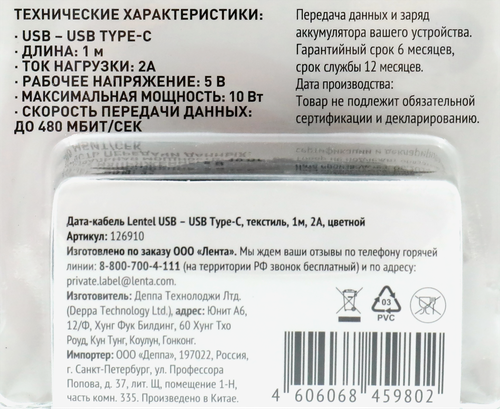 ТЕХНИЧЕСКИЕ ХАРАКТЕРИСТИКИ:
• USB – USB TYPE-C
• ДЛИНА: 1 м
• ТОК НАГРУЗКИ: 2А
• РАБОЧЕЕ НАПРЯЖЕНИЕ: 5 В
• МАКСИМАЛЬНАЯ МОЩНОСТЬ: 10 Вт
• СКОРОСТЬ ПЕРЕДАЧИ ДАННЫХ:
ДО 480 МБИТ/СЕК
Передача данных и заряд
аккумулятора вашего устройства.
Гарантийный срок 6 месяцев,
срок службы 12 месяцев.
Дата производства:
Товар не подлежит обязательной
сертификации и декларированию.
Дата-кабель Lentel USB – USB Type-C, текстиль, 1м, 2А, цветной
Артикул: 126910
Изготовлено по заказу ООО «Лента». Мы ждем ваши отзывы по телефону горячей
линии: 8-800-700-4-111 (на территории РФ звонок бесплатный) и по адресу:
private.label@lenta.com.
Изготовитель: Деппа Технолоджи Лтд.
(Deppa Technology Ltd.), адрес: Юнит А6,
12/Ф, Хунг Фук Билдинг, 60 Хунг Тхо
Роуд, Кун Тунг, Коулун, Гонконг.
Импортер: ООО «Деппа», 197022, Россия,
г. Санкт-Петербург, ул. Профессора
Попова, д. 37, лит. Щ, помещение 1-Н,
часть комн. 335. Произведено в Китае.
03
PVC
4 606068 459802